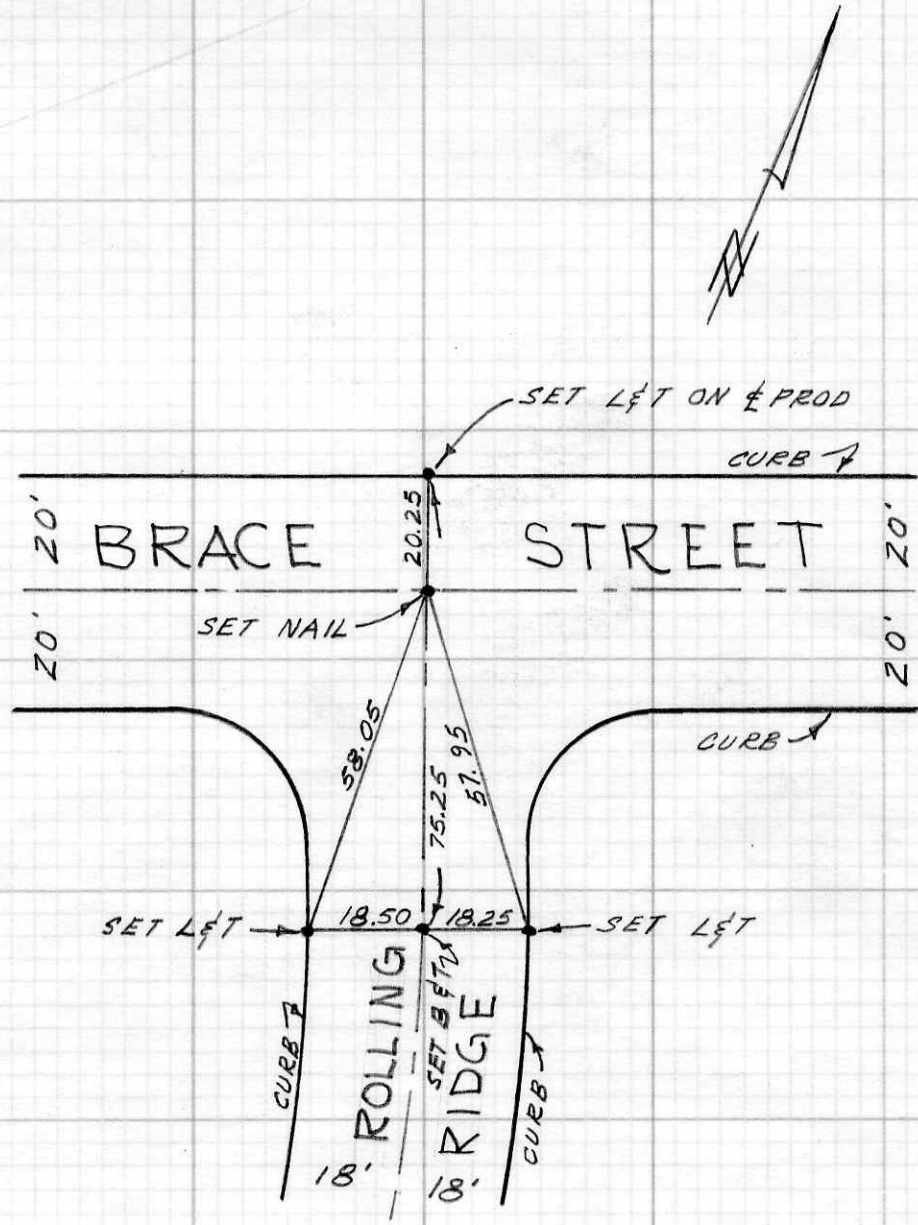 N
SET L&T ON ℄ PROD
CURB
20'
BRACE
20.25
STREET
20'
SET NAIL
20'
20'
58.05
75.25
57.95
CURB
SET L&T
18.50
18.25
SET L&T
CURB
ROLLING
SET B&T
RIDGE
CURB
18'
18'